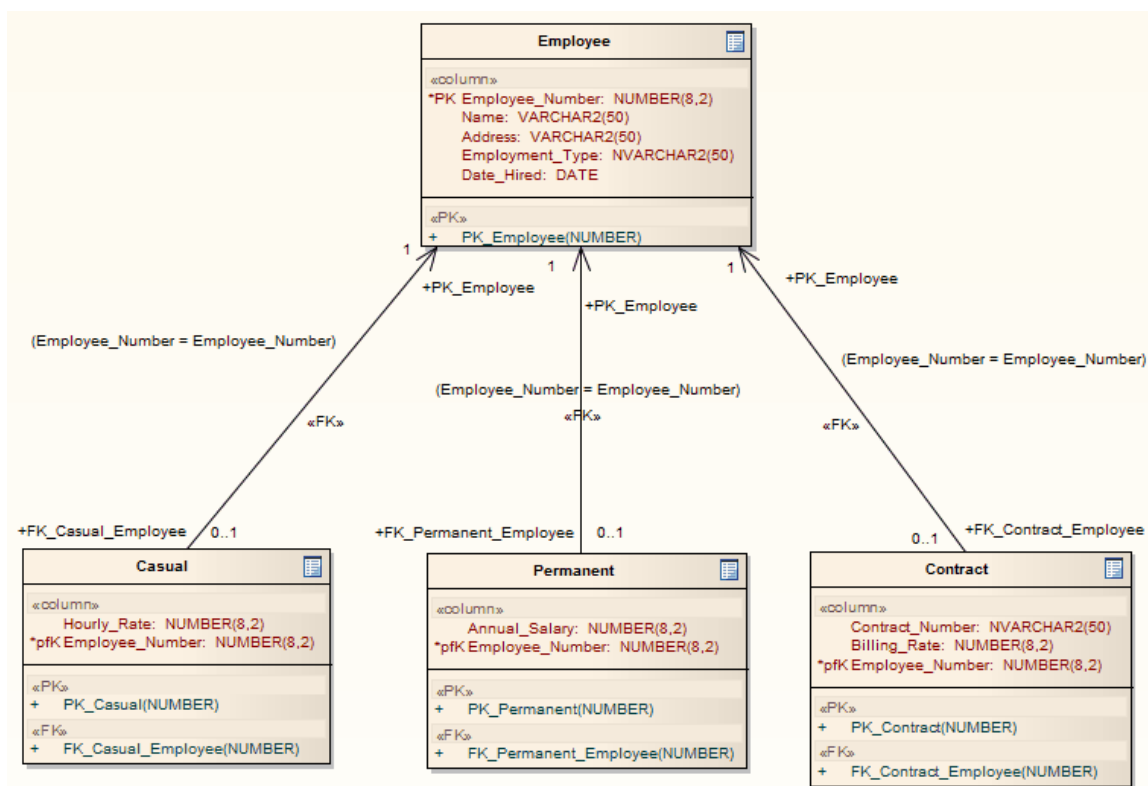 Employee
«column»
*PK Employee_Number: NUMBER(8,2)
Name: VARCHAR2(50)
Address: VARCHAR2(50)
Employment_Type: NVARCHAR2(50)
Date_Hired: DATE
«PK»
+ PK_Employee(NUMBER)
1
1
1
+PK_Employee
+PK_Employee
+PK_Employee
(Employee_Number = Employee_Number)
(Employee_Number = Employee_Number)
(Employee_Number = Employee_Number)
«FK»
«FK»
«FK»
+FK_Casual_Employee
0..1
+FK_Permanent_Employee
0..1
+FK_Contract_Employee
0..1
Casual
«column»
Hourly_Rate: NUMBER(8,2)
*pfK Employee_Number: NUMBER(8,2)
«PK»
+ PK_Casual(NUMBER)
«FK»
+ FK_Casual_Employee(NUMBER)
Permanent
«column»
Annual_Salary: NUMBER(8,2)
*pfK Employee_Number: NUMBER(8,2)
«PK»
+ PK_Permanent(NUMBER)
«FK»
+ FK_Permanent_Employee(NUMBER)
Contract
«column»
Contract_Number: NVARCHAR2(50)
Billing_Rate: NUMBER(8,2)
*pfK Employee_Number: NUMBER(8,2)
«PK»
+ PK_Contract(NUMBER)
«FK»
+ FK_Contract_Employee(NUMBER)